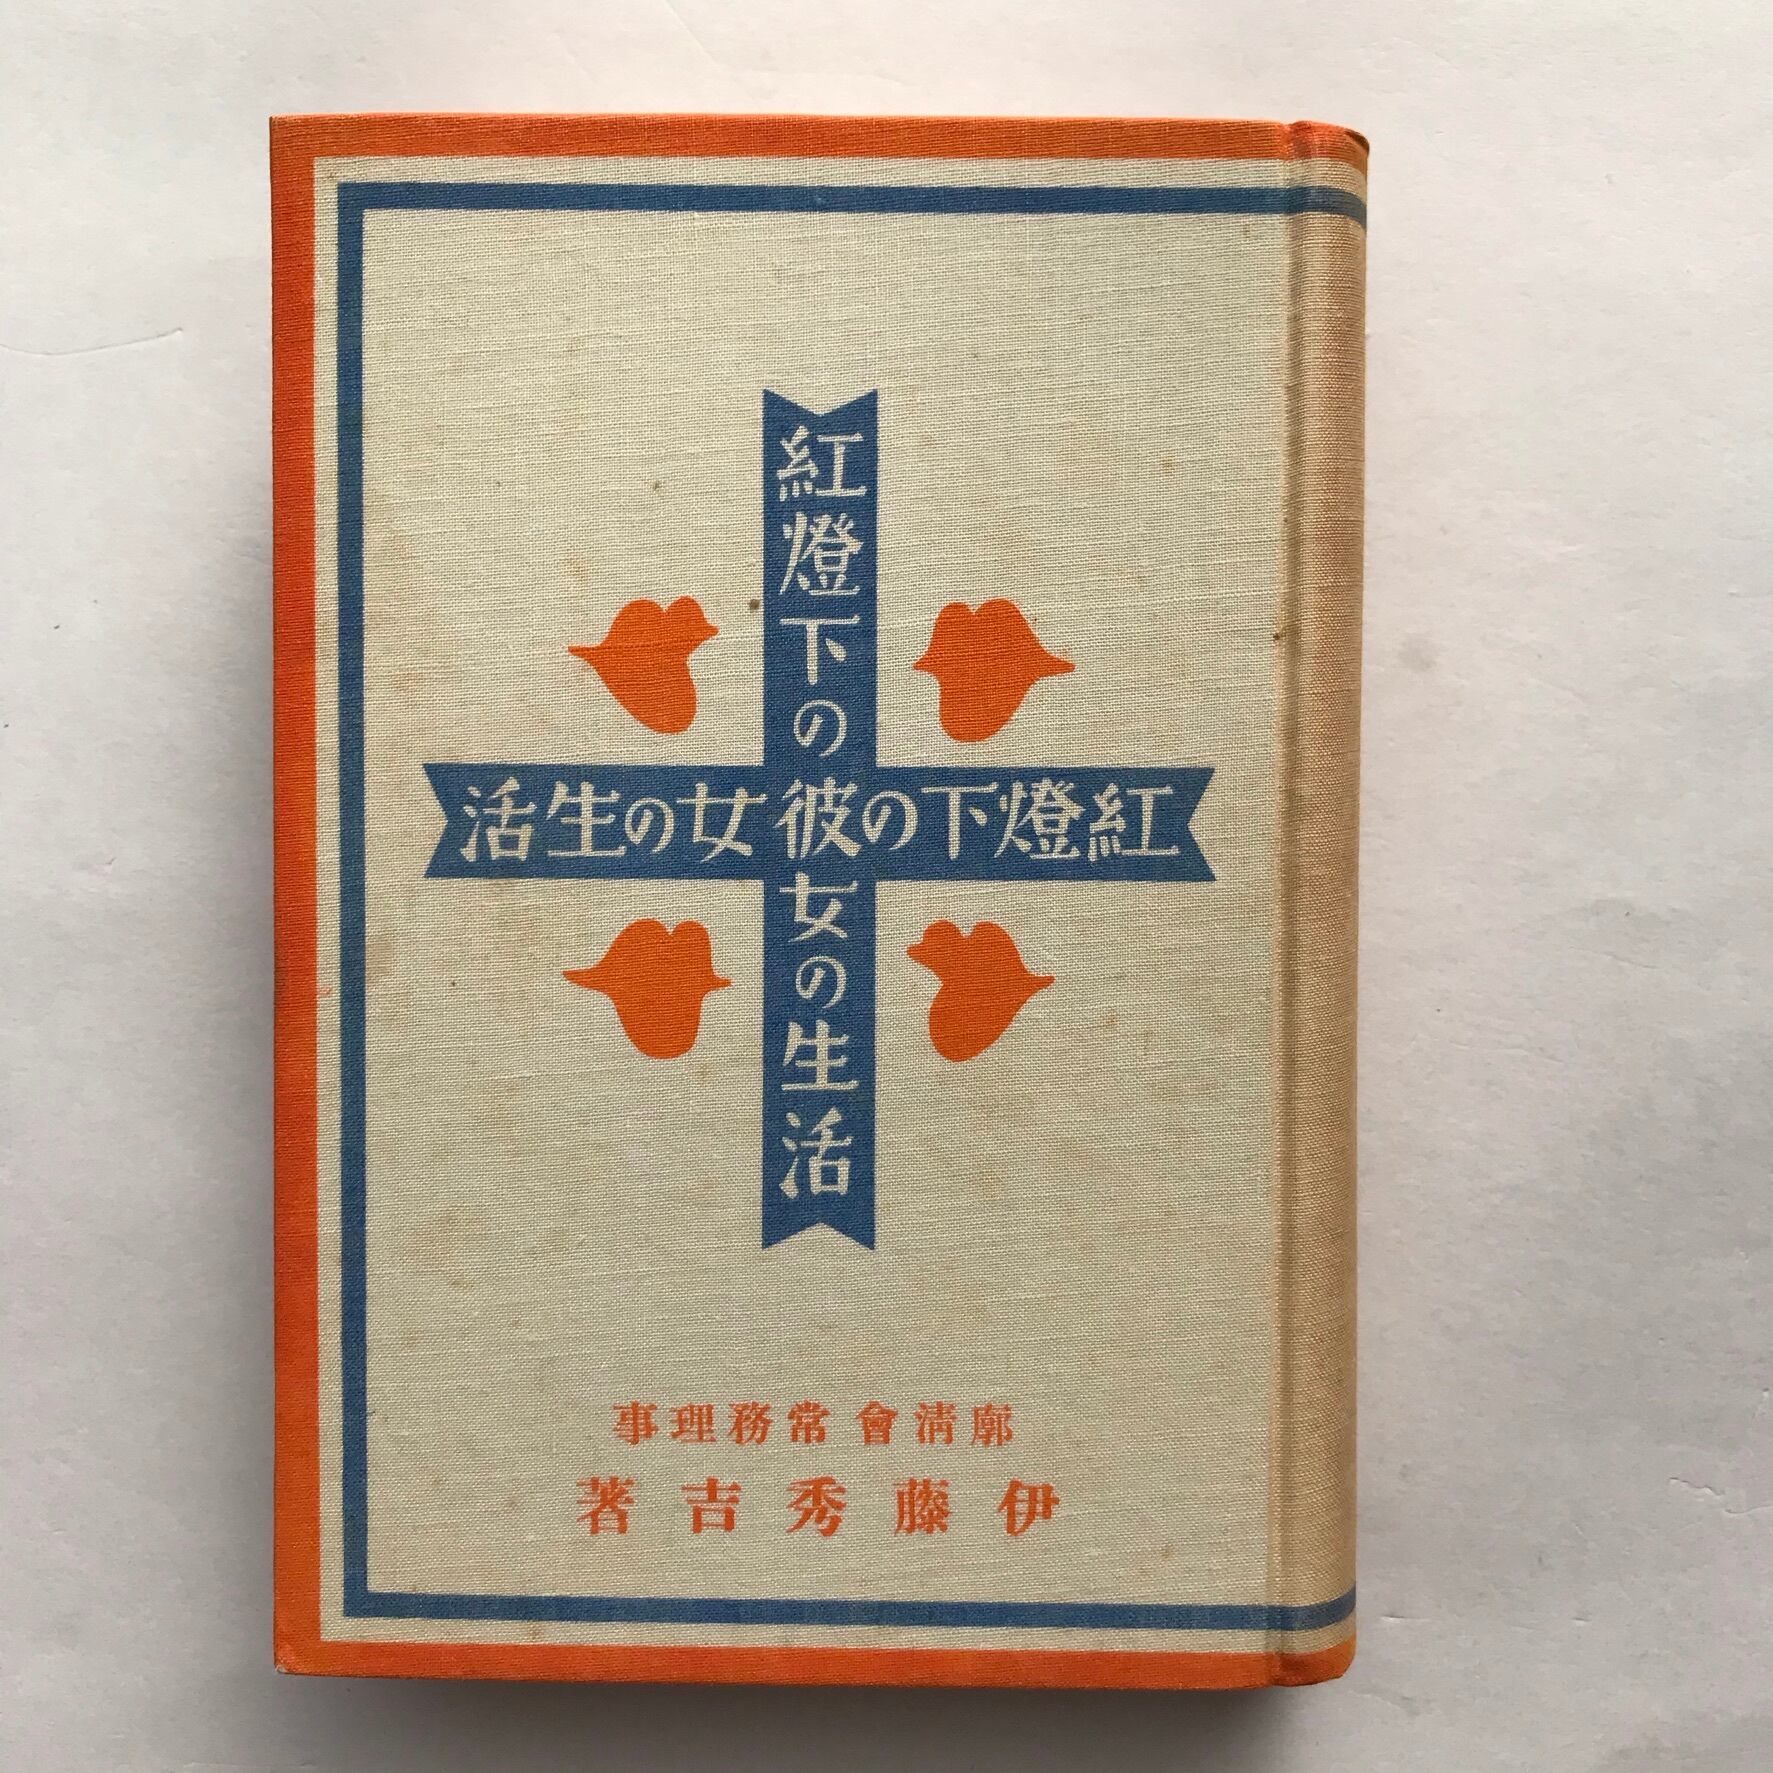 紅燈下の彼女の生活
紅燈下の彼女の生活
廓淸會常務理事
伊藤秀吉著